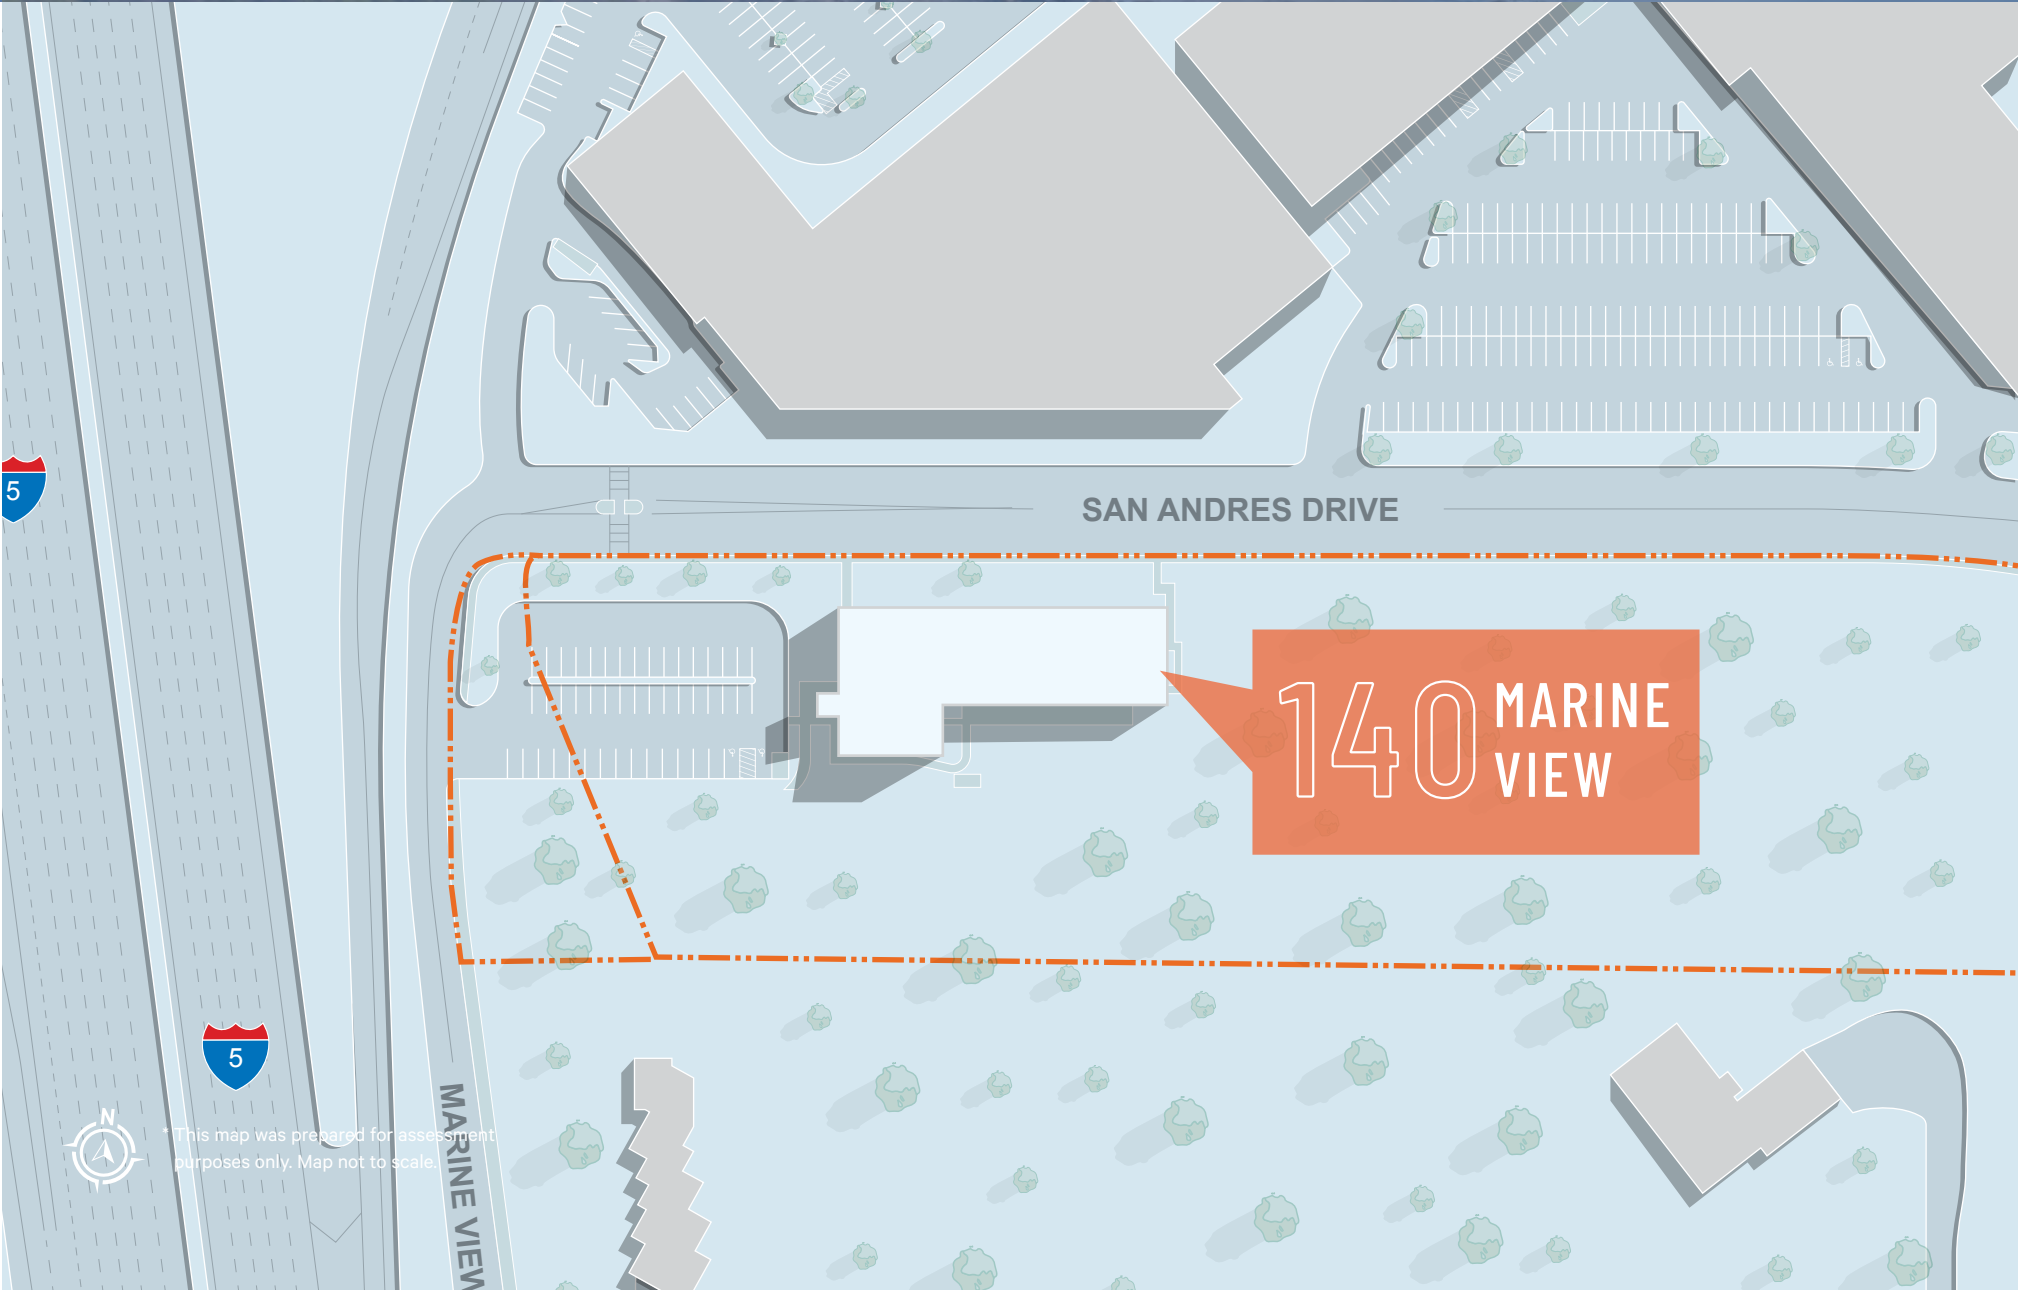 5
SAN ANDRES DRIVE
140 MARINE
VIEW
5
N
* This map was prepared for assessment
purposes only. Map not to scale.
MARINE VIEW